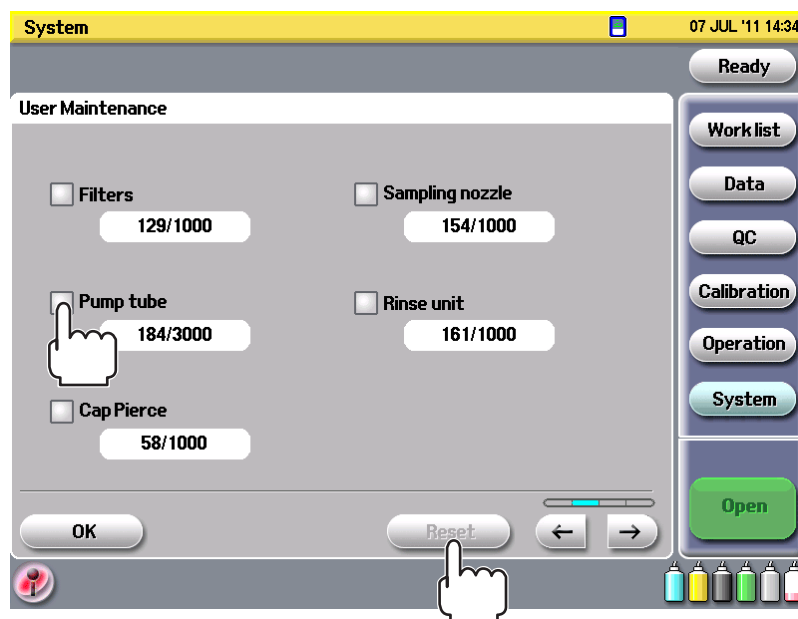 System
07 JUL '11 14:34
Ready
User Maintenance
Work list
Filters
129/1000
Sampling nozzle
154/1000
Data
QC
Pump tube
184/3000
Rinse unit
161/1000
Calibration
Operation
Cap Pierce
58/1000
System
OK
Reset
← →
Open